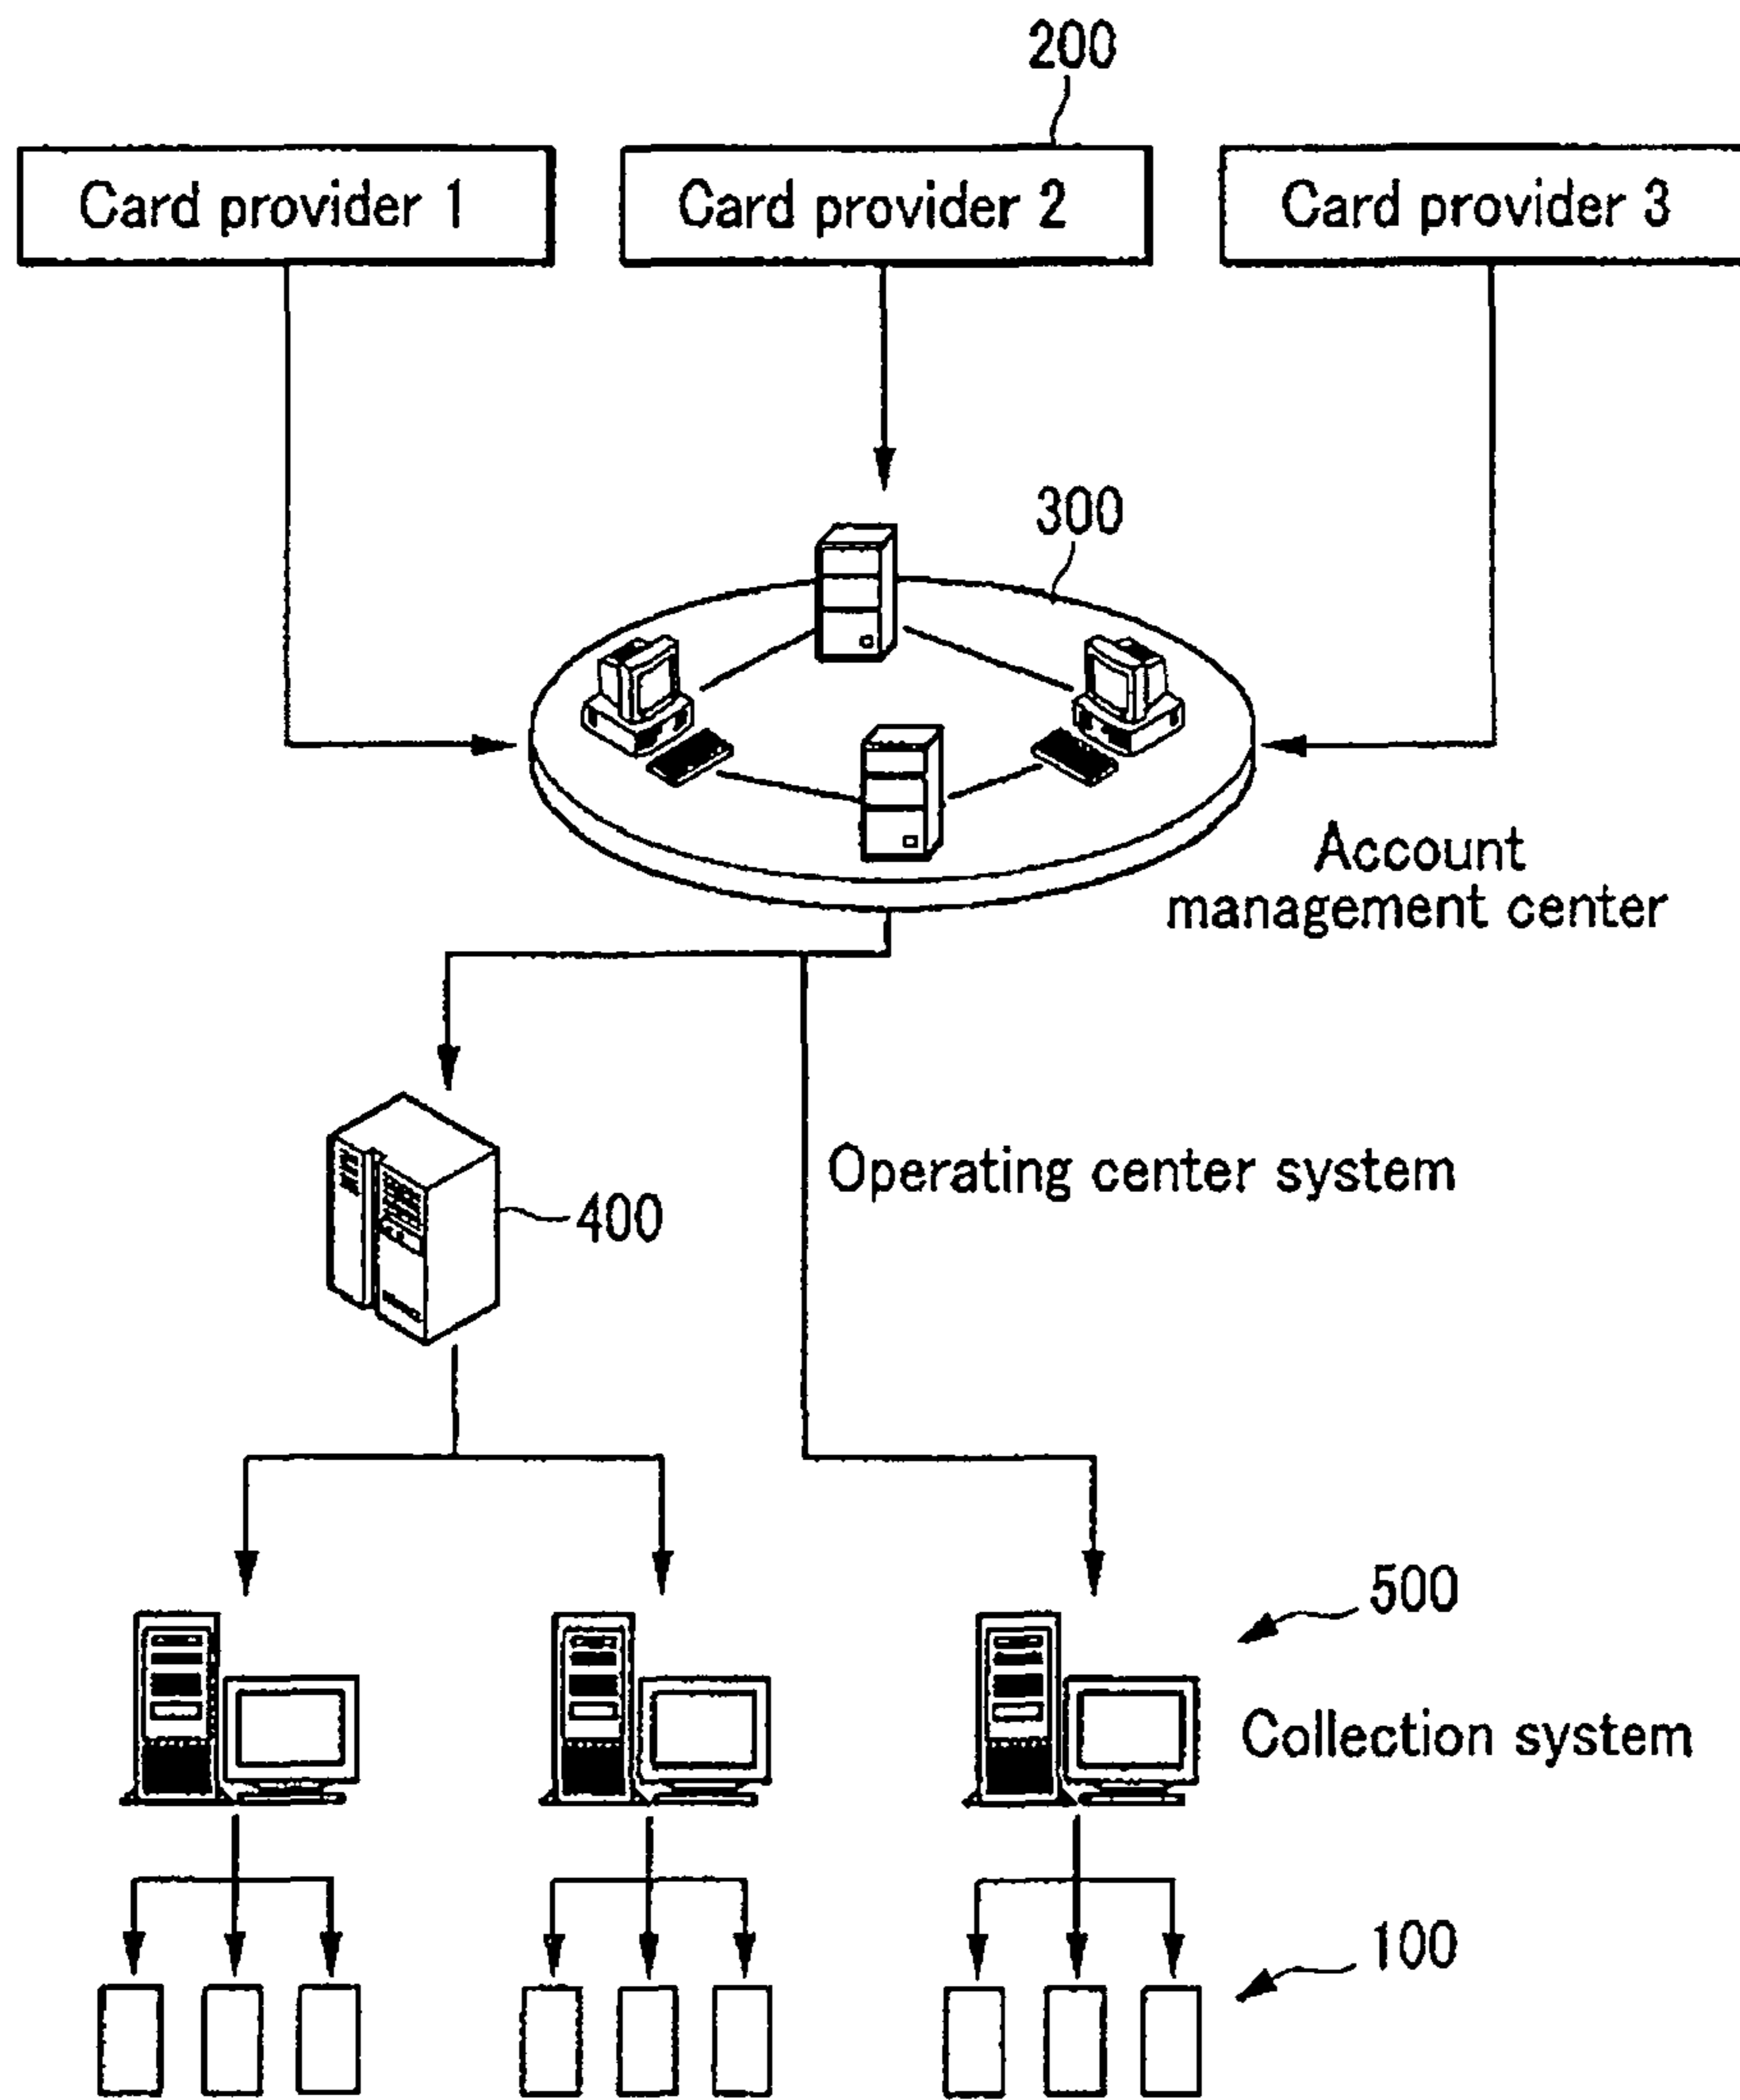 200
Card provider 1
Card provider 2
Card provider 3
300
Account
management center
Operating center system
400
500
Collection system
100